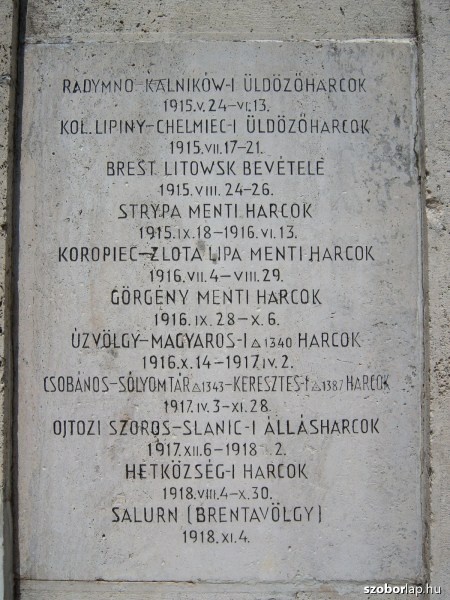 RADYMNO KALNIKÓW-I ÜLDÖZŐHARCOK
1915.V.24-VI.13.
KOL.LIPINY-CHELMIEC-I ÜLDÖZŐHARCOK
1915.VII.17-21.
BREST LITOWSK BEVÉTELE
1915.VIII.24-26.
STRYPA MENTI HARCOK
1915.IX.18-1916.VI.13.
KOROPIEC-ZLOTA LIPA MENTI HARCOK
1916.VII.4-VIII.29.
GÖRGÉNY MENTI HARCOK
1916.IX.28-X.6.
ÚZVÖLGY-MAGYAROS-I △1340 HARCOK
1916.X.14-1917.IV.2.
CSOBÁNOS-SÓLYOMTÁR△1343-KERESZTES-I△1387 HARCOK
1917.IV.3-XI.28.
OJTOZI SZOROS-SLANIC-I ÁLLÁSHARCOK
1917.XII.6-1918 2.
HÉTKÖZSÉG-I HARCOK
1918.VIII.4-X.30.
SALURN (BRENTAVÖLGY)
1918.XI.4.
szoborlap.hu